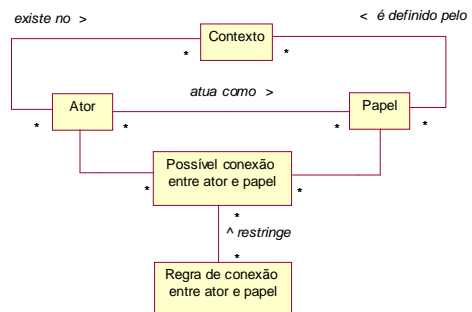 existe no >
< é definido pelo
Contexto
*
*
Ator
atua como >
Papel
*
*
*
*
Possível conexão
entre ator e papel
*
*
*
^ restringe
*
Regra de conexão
entre ator e papel